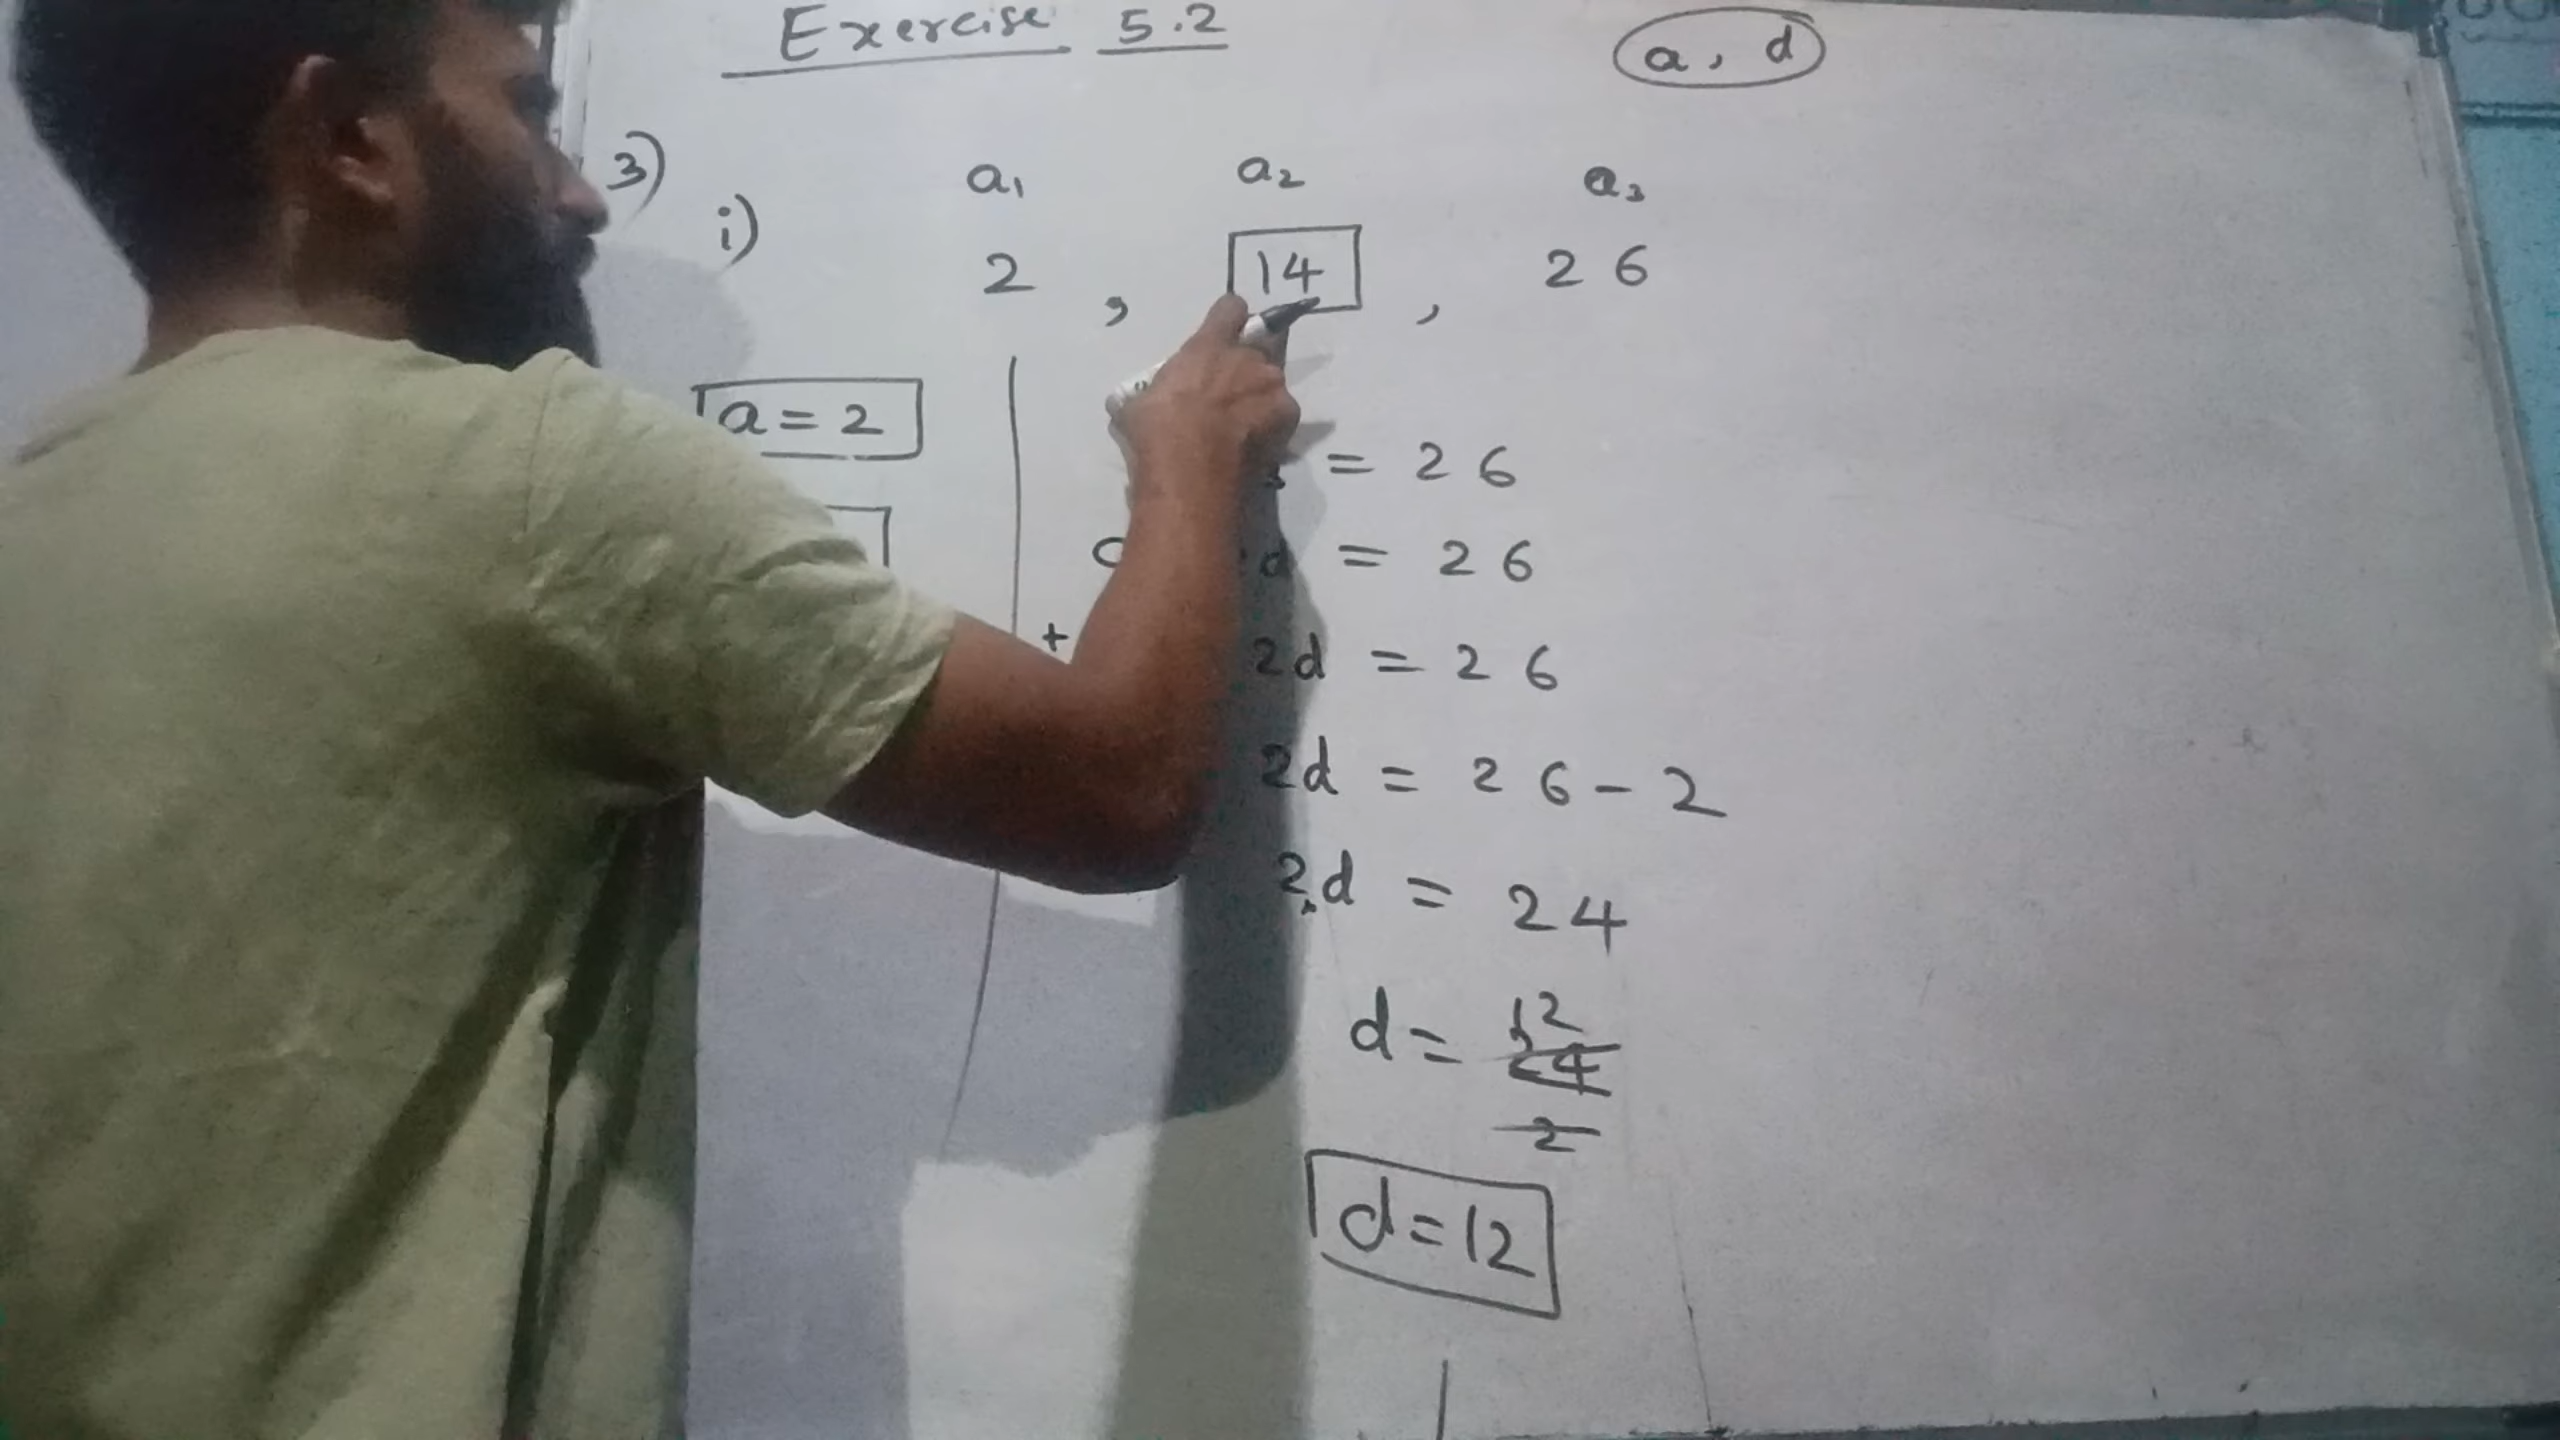 Exercise 5.2
a, d
3)
a1 a2 a3
i) 2 , 14 , 26
a = 2
= 26
d = 26
+ 2d = 26
2d = 26 - 2
2d = 24
12
d = 24
2
d = 12